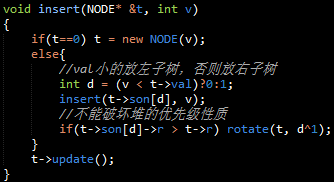 void insert(NODE* &t, int v)
{
    if(t==0) t = new NODE(v);
    else{
        //val小的放左子树，否则放右子树
        int d = (v < t->val)?0:1;
        insert(t->son[d], v);
        //不能破坏堆的优先级性质
        if(t->son[d]->r > t->r) rotate(t, d^1);
    }
    t->update();
}